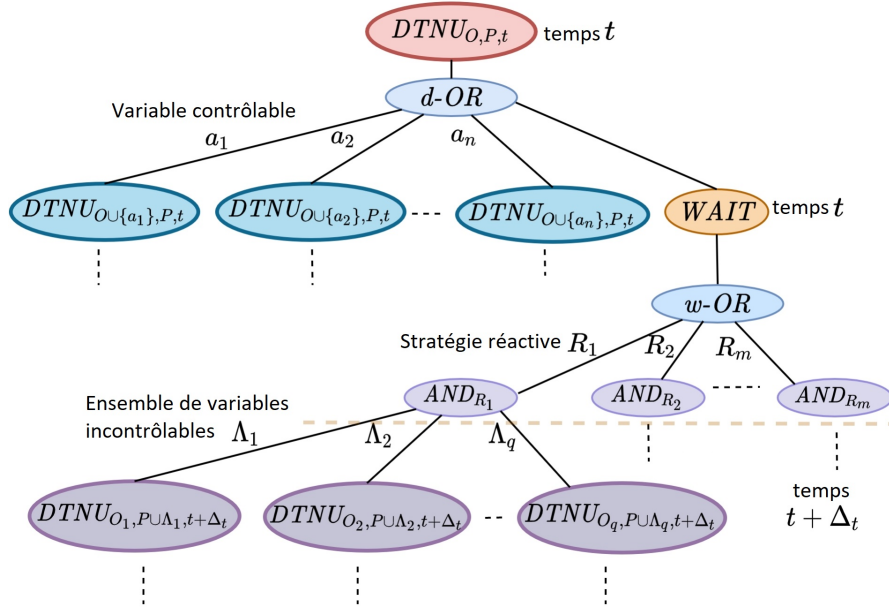 DTNU_{O,P,t} temps t
d-OR
Variable contrôlable
a_1 a_2 a_n
DTNU_{O∪{a_1},P,t} DTNU_{O∪{a_2},P,t} DTNU_{O∪{a_n},P,t} WAIT temps t
w-OR
Stratégie réactive R_1 R_2 R_m
AND_{R_1} AND_{R_2} AND_{R_m}
Ensemble de variables
incontrôlables Λ_1 Λ_2 Λ_q
DTNU_{O_1,P∪Λ_1,t+Δ_t} DTNU_{O_2,P∪Λ_2,t+Δ_t} DTNU_{O_q,P∪Λ_q,t+Δ_t}
temps
t + Δ_t